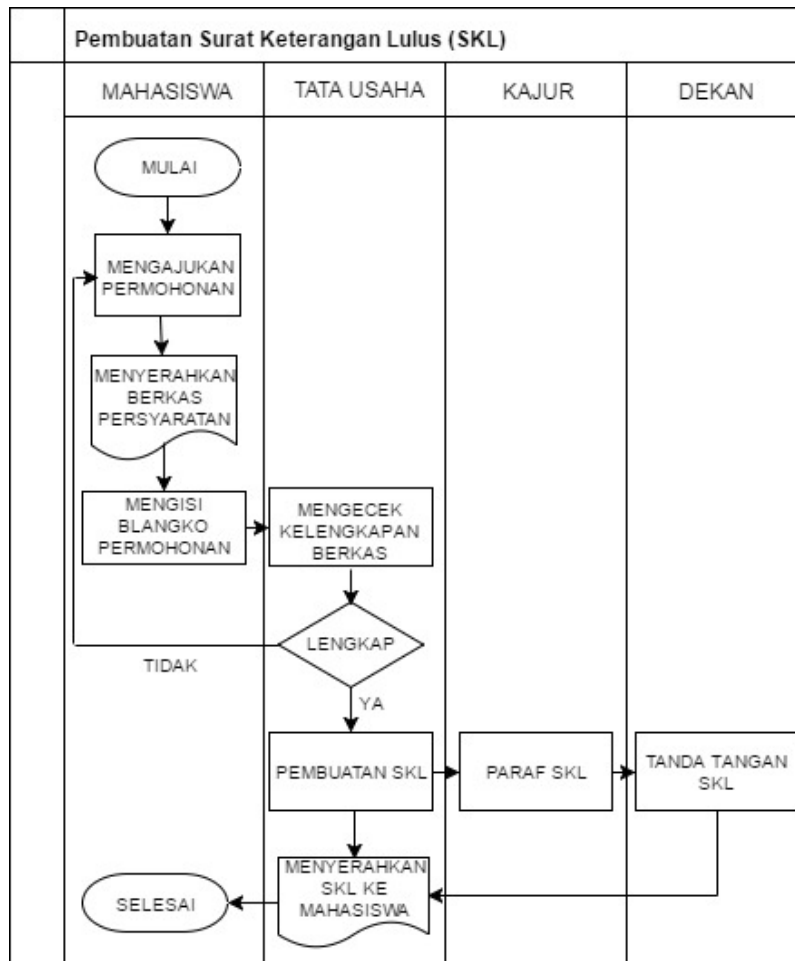 Pembuatan Surat Keterangan Lulus (SKL)
MAHASISWA
TATA USAHA
KAJUR
DEKAN
MULAI
MENGAJUKAN
PERMOHONAN
MENYERAHKAN
BERKAS
PERSYARATAN
MENGISI
BLANGKO
PERMOHONAN
MENGECEK
KELENGKAPAN
BERKAS
LENGKAP
TIDAK
YA
PEMBUATAN SKL
PARAF SKL
TANDA TANGAN
SKL
MENYERAHKAN
SKL KE
MAHASISWA
SELESAI